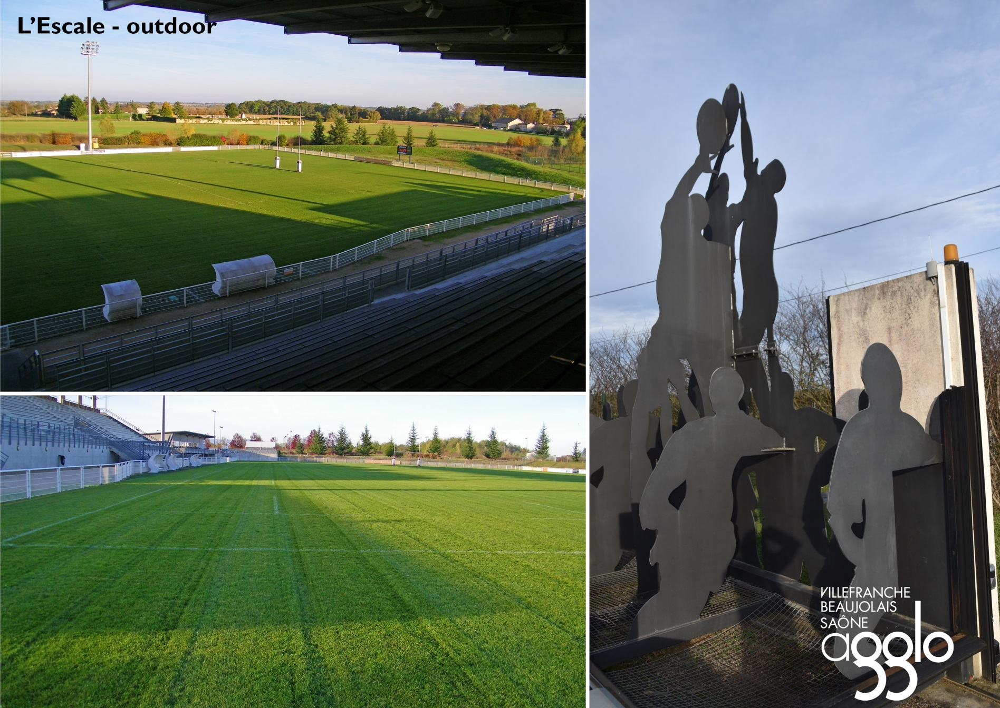 L’Escale - outdoor
VILLEFRANCHE
BEAUJOLAIS
SAÔNE
agglo